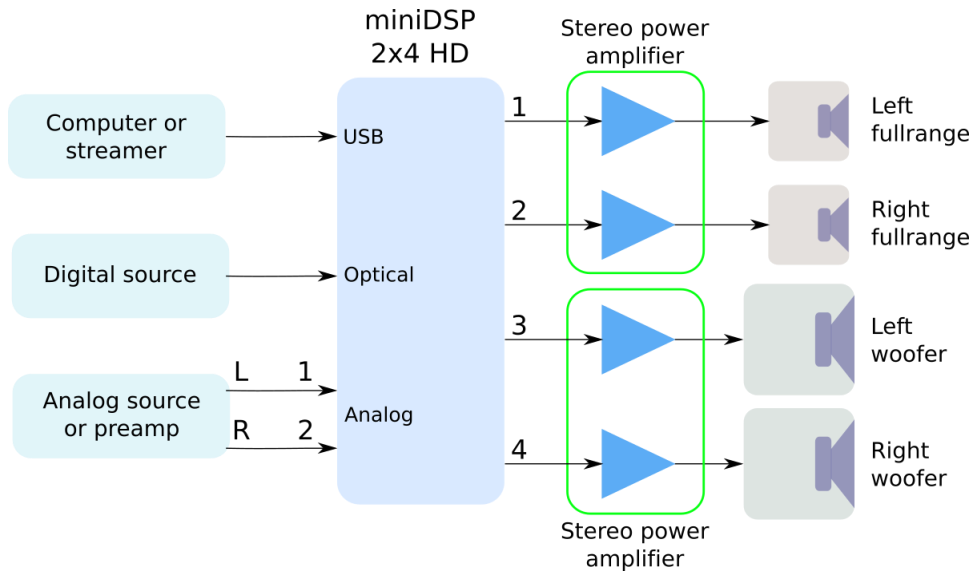 miniDSP
2x4 HD
Stereo power
amplifier
Computer or
streamer
USB
1
Left
fullrange
2
Right
fullrange
Digital source
Optical
3
Left
woofer
L 1
Analog source
or preamp
Analog
R 2
4
Right
woofer
Stereo power
amplifier